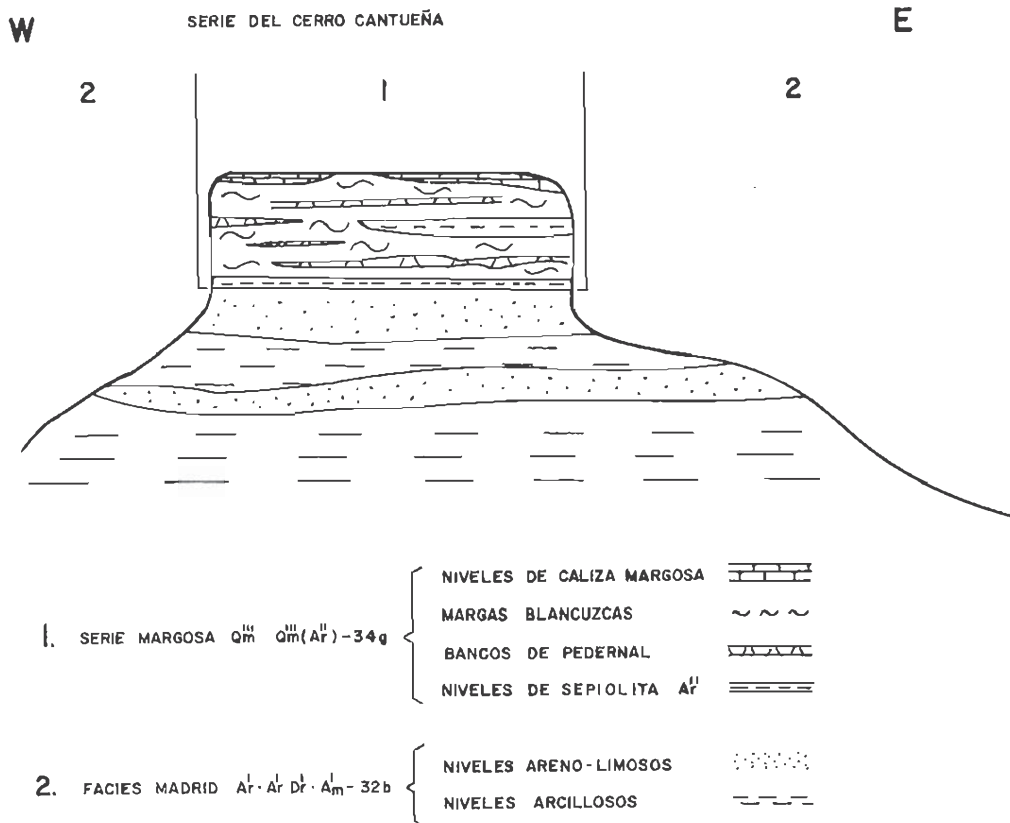 W
SERIE DEL CERRO CANTUEÑA
E
2
1
2
1. SERIE MARGOSA Qm''' Qm'''(Ar'')-34g
NIVELES DE CALIZA MARGOSA
MARGAS BLANCUZCAS
BANCOS DE PEDERNAL
NIVELES DE SEPIOLITA Ar''
2. FACIES MADRID Ar'·Ar' Dr'·Am'-32b
NIVELES ARENO-LIMOSOS
NIVELES ARCILLOSOS